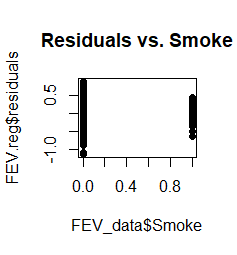 Residuals vs. Smoke
FEV.reg$residuals
0.5
-1.0
0.0 0.4 0.8
FEV_data$Smoke